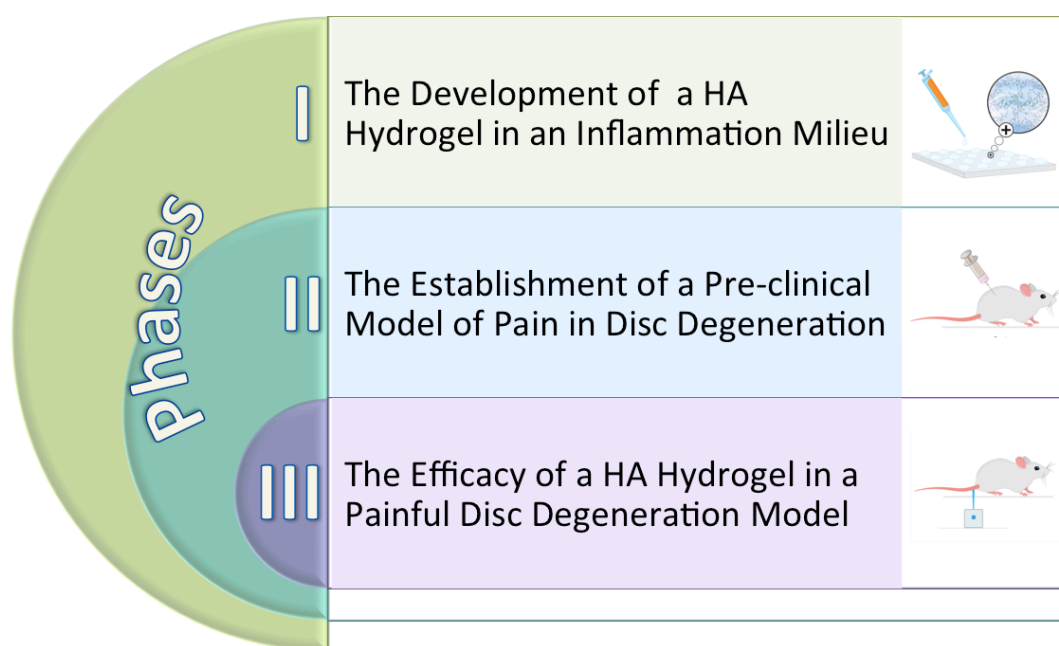 Phases
I
The Development of  a HA
Hydrogel in an Inflammation Milieu
II
The Establishment of a Pre-clinical
Model of Pain in Disc Degeneration
III
The Efficacy of a HA Hydrogel in a
Painful Disc Degeneration Model